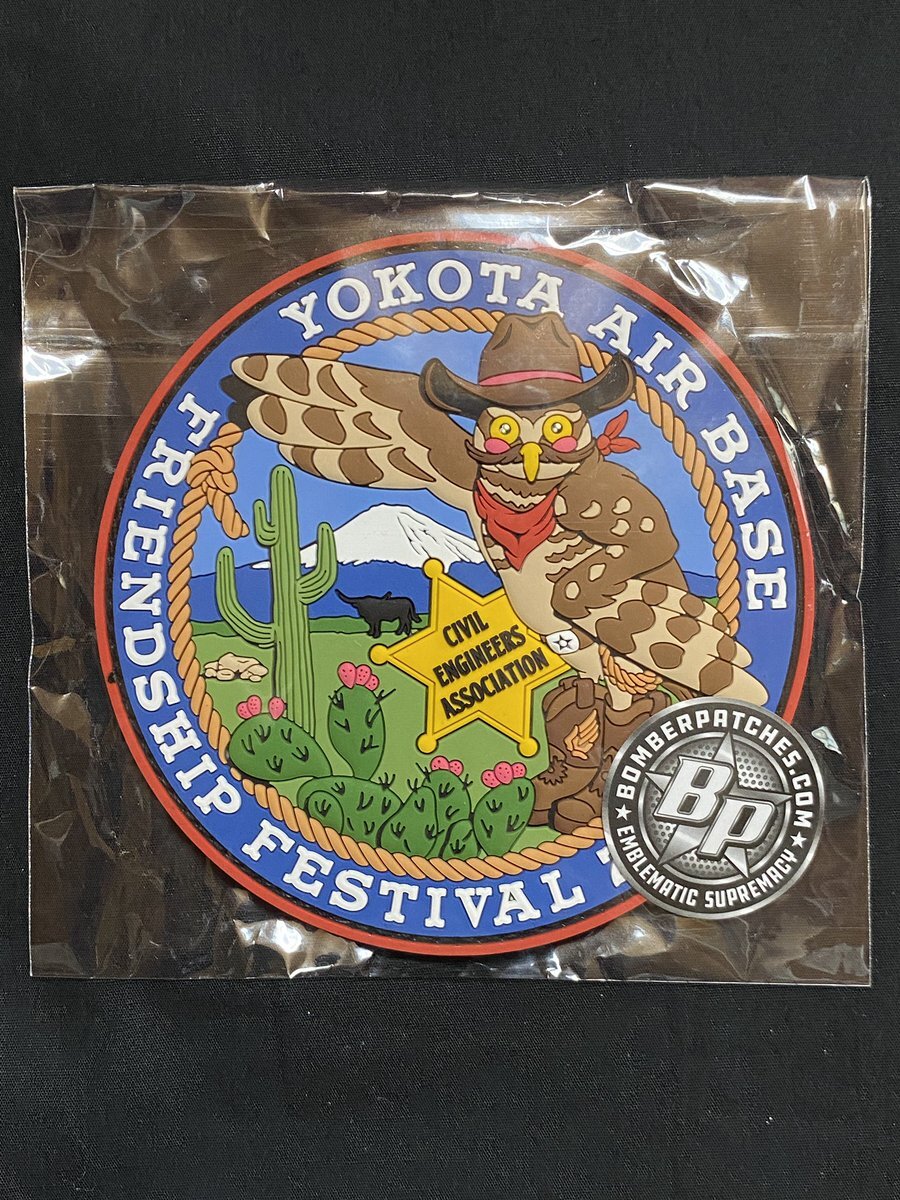 YOKOTA AIR BASE
FRIENDSHIP FESTIVAL
CIVIL
ENGINEERS
ASSOCIATION
BOMBERPATCHES.COM
BP
EMBLEMATIC SUPREMACY